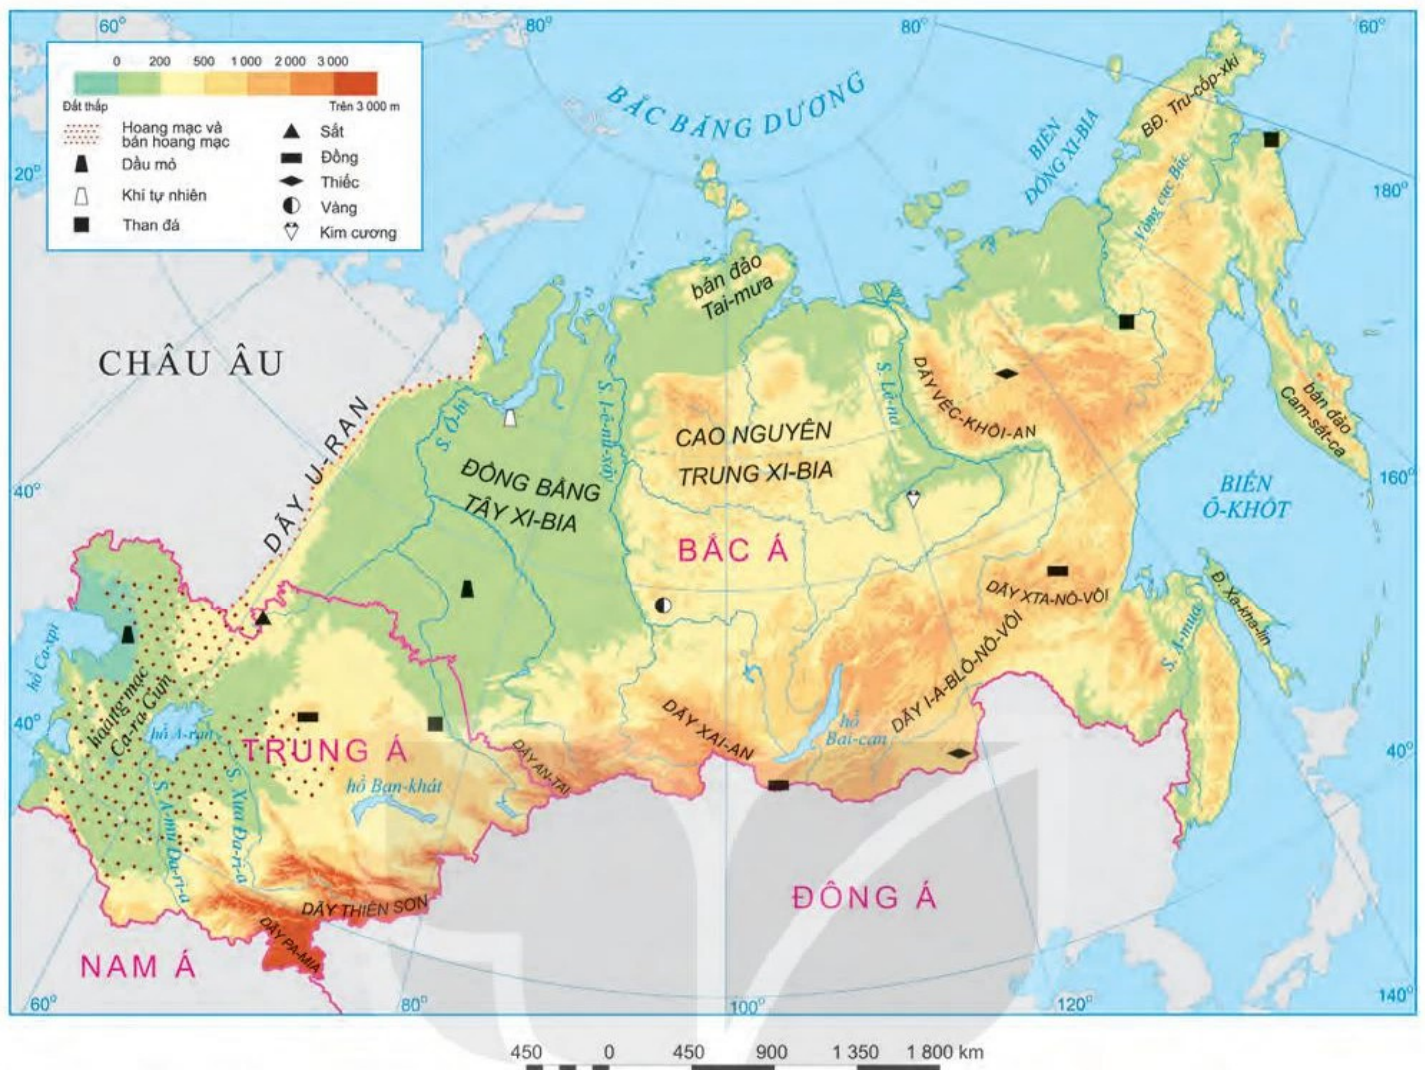 60°
80°
80°
60°
0 200 500 1 000 2 000 3 000
Đất thấp
Trên 3 000 m
Hoang mạc và
bán hoang mạc
Dầu mỏ
Khí tự nhiên
Than đá
Sắt
Đồng
Thiếc
Vàng
Kim cương
BẮC BĂNG DƯƠNG
BIỂN
ĐÔNG XI-BIA
BĐ. Tru-cốp-xki
Vòng cực Bắc
20°
180°
bán đảo
Tai-mưa
CHÂU ÂU
DÃY U-RAN
S. Ô-bi
S. I-ê-nít-xây
S. Lê-na
DÃY VÉC-KHÔI-AN
bán đảo
Cam-sát-ca
CAO NGUYÊN
TRUNG XI-BIA
ĐỒNG BẰNG
TÂY XI-BIA
40°
160°
BIỂN
Ô-KHỐT
BẮC Á
DÃY XTA-NÔ-VÔI
Đ. Xa-kha-lin
S. A-mua
DÃY I-A-BLÔ-NÔ-VÔI
hồ Ca-xpi
hoang mạc
Ca-ra-Cum
hồ A-ran
40°
TRUNG Á
hồ Ban-khát
DÃY AN-TAI
DÃY XAI-AN
hồ
Bai-can
40°
S. A-mu Đa-ri-a
S. Xưa Đa-ri-a
DÃY THIÊN SƠN
DÃY PA-MIA
ĐÔNG Á
NAM Á
60°
80°
100°
120°
140°
450 0 450 900 1 350 1 800 km